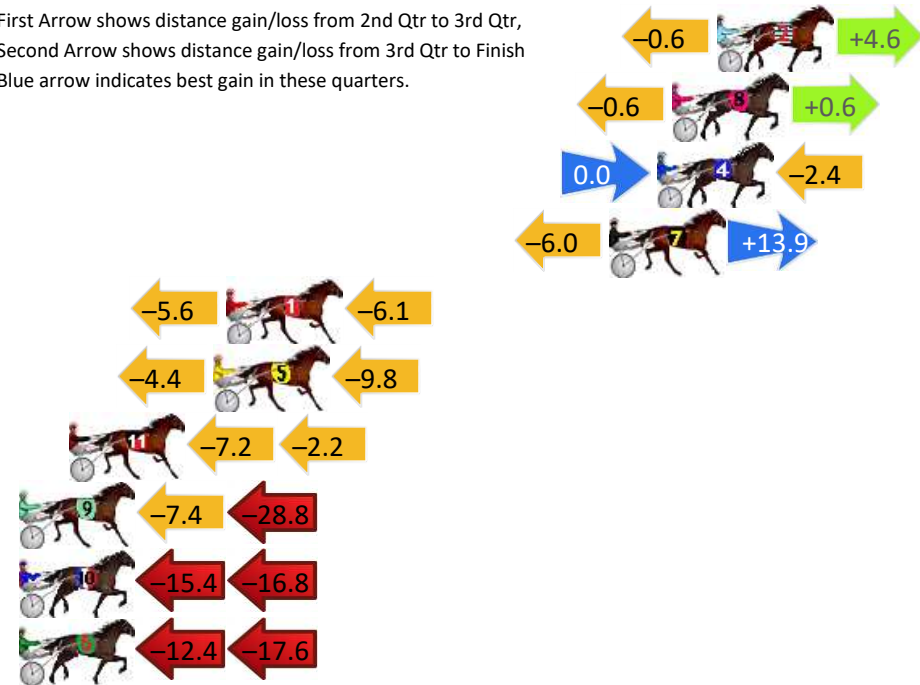 First Arrow shows distance gain/loss from 2nd Qtr to 3rd Qtr,
Second Arrow shows distance gain/loss from 3rd Qtr to Finish
Blue arrow indicates best gain in these quarters.
–0.6 +4.6
–0.6 8 +0.6
0.0 4 –2.4
–6.0 7 +13.9
–5.6 1 –6.1
–4.4 5 –9.8
11 –7.2 –2.2
9 –7.4 –28.8
10 –15.4 –16.8
6 –12.4 –17.6